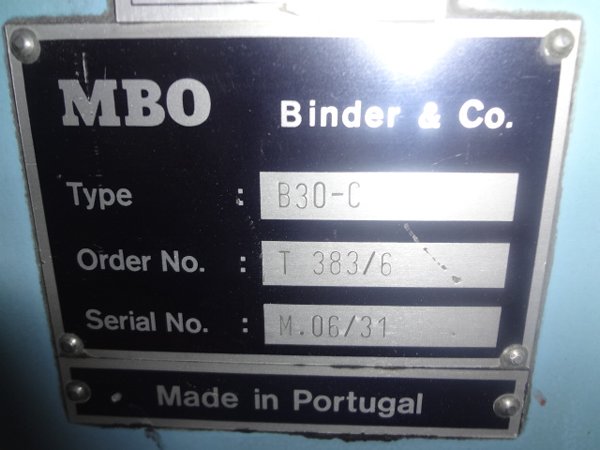 MBO Binder & Co.
Type : B30-C
Order No. : T 383/6
Serial No. : M.06/31
Made in Portugal